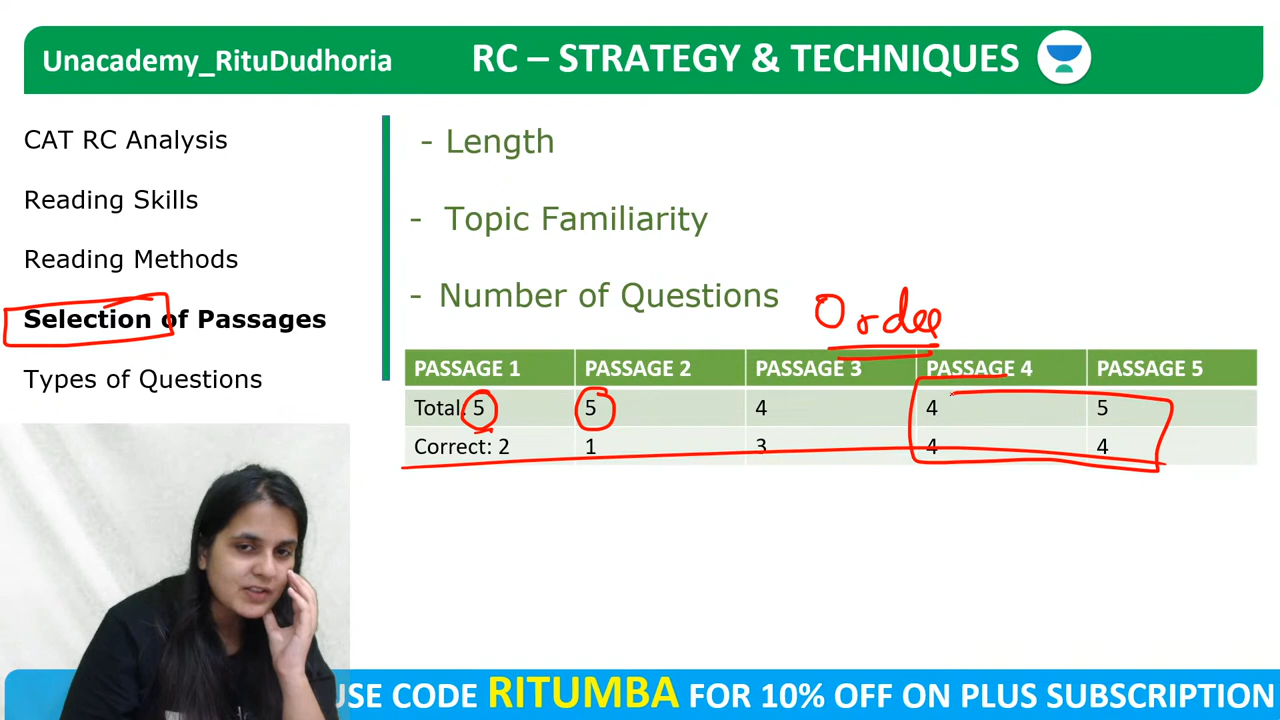 Unacademy_RituDudhoria
RC – STRATEGY & TECHNIQUES
CAT RC Analysis
Reading Skills
Reading Methods
Selection of Passages
Types of Questions
- Length
- Topic Familiarity
- Number of Questions
Order
PASSAGE 1 PASSAGE 2 PASSAGE 3 PASSAGE 4 PASSAGE 5
Total: 5 5 4 4 5
Correct: 2 1 3 4 4
USE CODE RITUMBA FOR 10% OFF ON PLUS SUBSCRIPTION